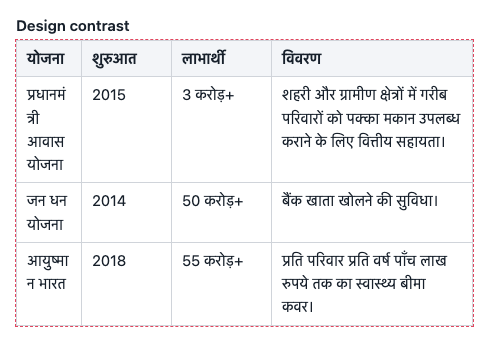 Design contrast
योजना शुरुआत लाभार्थी विवरण
प्रधानमं 2015 3 करोड़+ शहरी और ग्रामीण क्षेत्रों में गरीब
त्री परिवारों को पक्का मकान उपलब्ध
आवास कराने के लिए वित्तीय सहायता।
योजना
जन धन 2014 50 करोड़+ बैंक खाता खोलने की सुविधा।
योजना
आयुष्मा 2018 55 करोड़+ प्रति परिवार प्रति वर्ष पाँच लाख
न भारत रुपये तक का स्वास्थ्य बीमा
कवर।